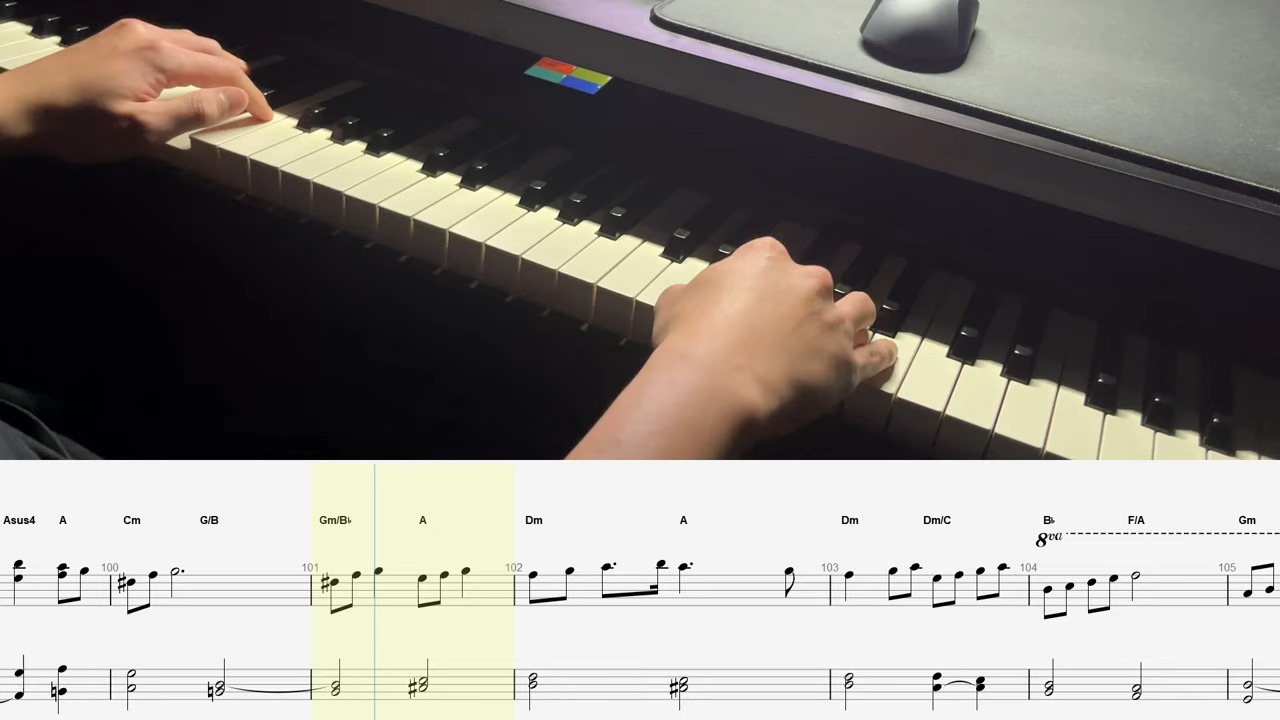 Asus4 A Cm G/B Gm/B♭ A Dm A Dm Dm/C B♭ F/A Gm
8va
100 101 102 103 104 105